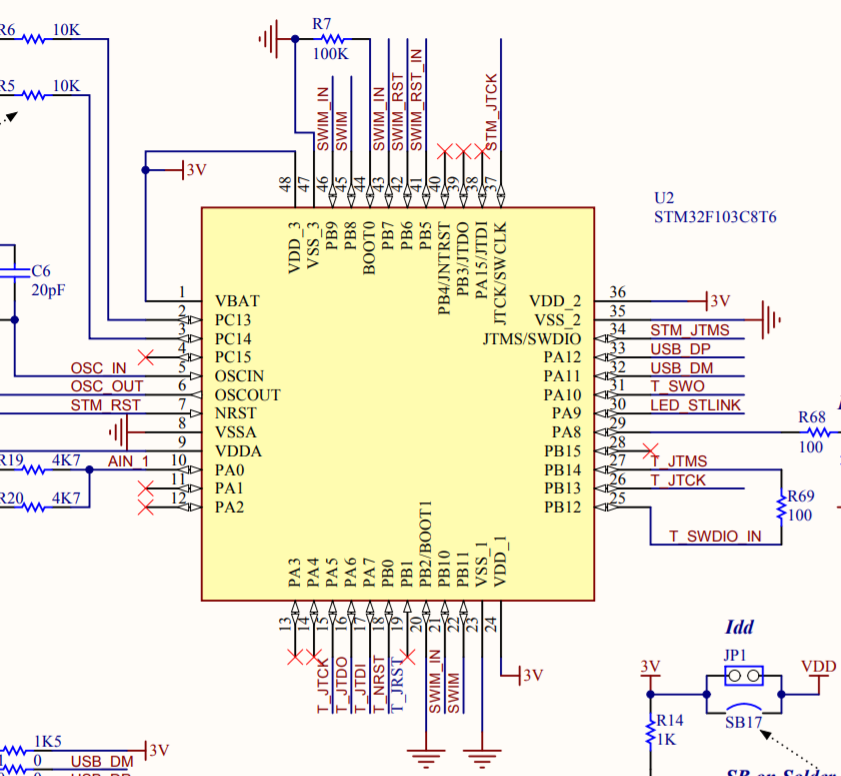 R6 10K
R7
100K
R5 10K
SWIM_IN
SWIM
SWIM_IN
SWIM_RST
SWIM_RST_IN
STM_JTCK
3V
48
47
46
45
44
43
42
41
40
39
38
37
U2
STM32F103C8T6
VDD_3
VSS_3
PB9
PB8
BOOT0
PB7
PB6
PB5
PB4/JNTRST
PB3/JTDO
PA15/JTDI
JTCK/SWCLK
C6
20pF
1 VBAT
2 PC13
3 PC14
4 PC15
OSC_IN 5 OSCIN
OSC_OUT 6 OSCOUT
STM_RST 7 NRST
8 VSSA
9 VDDA
R19 4K7 AIN_1 10 PA0
11 PA1
R20 4K7 12 PA2
VDD_2 36 3V
VSS_2 35
JTMS/SWDIO 34 STM_JTMS
PA12 33 USB_DP
PA11 32 USB_DM
PA10 31 T_SWO
PA9 30 LED_STLINK
PA8 29
R68
100
PB15 28
PB14 27 T_JTMS
PB13 26 T_JTCK
PB12 25
R69
100
T_SWDIO_IN
PA3
PA4
PA5
PA6
PA7
PB0
PB1
PB2/BOOT1
PB10
PB11
VSS_1
VDD_1
13
14
15
16
17
18
19
20
21
22
23
24
T_JTCK
T_JTDO
T_JTDI
T_NRST
T_JRST
SWIM_IN
SWIM
3V
Idd
JP1
3V
VDD
R14
1K
SB17
1K5
3V
0 USB_DM